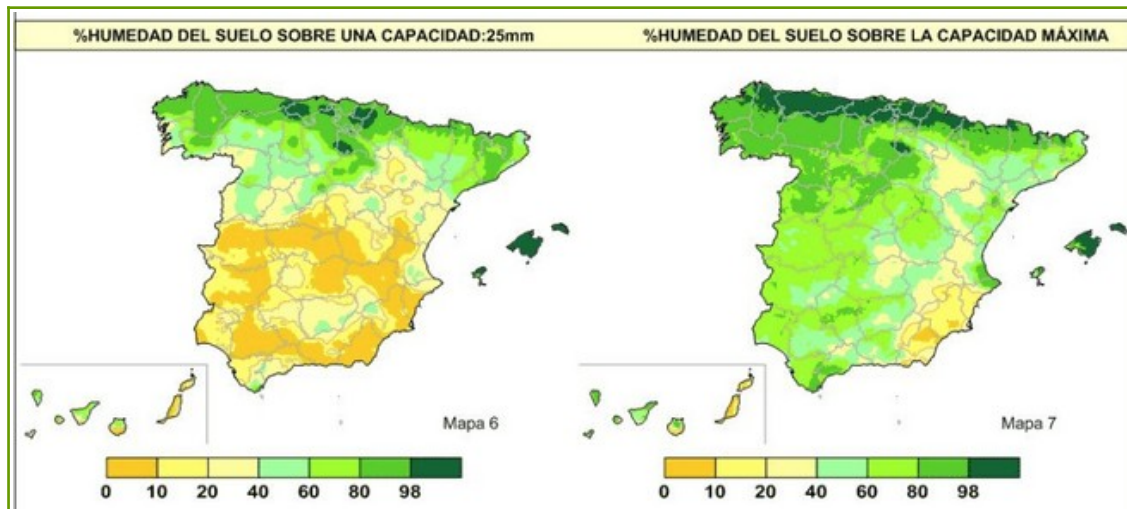 %HUMEDAD DEL SUELO SOBRE UNA CAPACIDAD:25mm
%HUMEDAD DEL SUELO SOBRE LA CAPACIDAD MÁXIMA
Mapa 6
Mapa 7
0 10 20 40 60 80 98
0 10 20 40 60 80 98